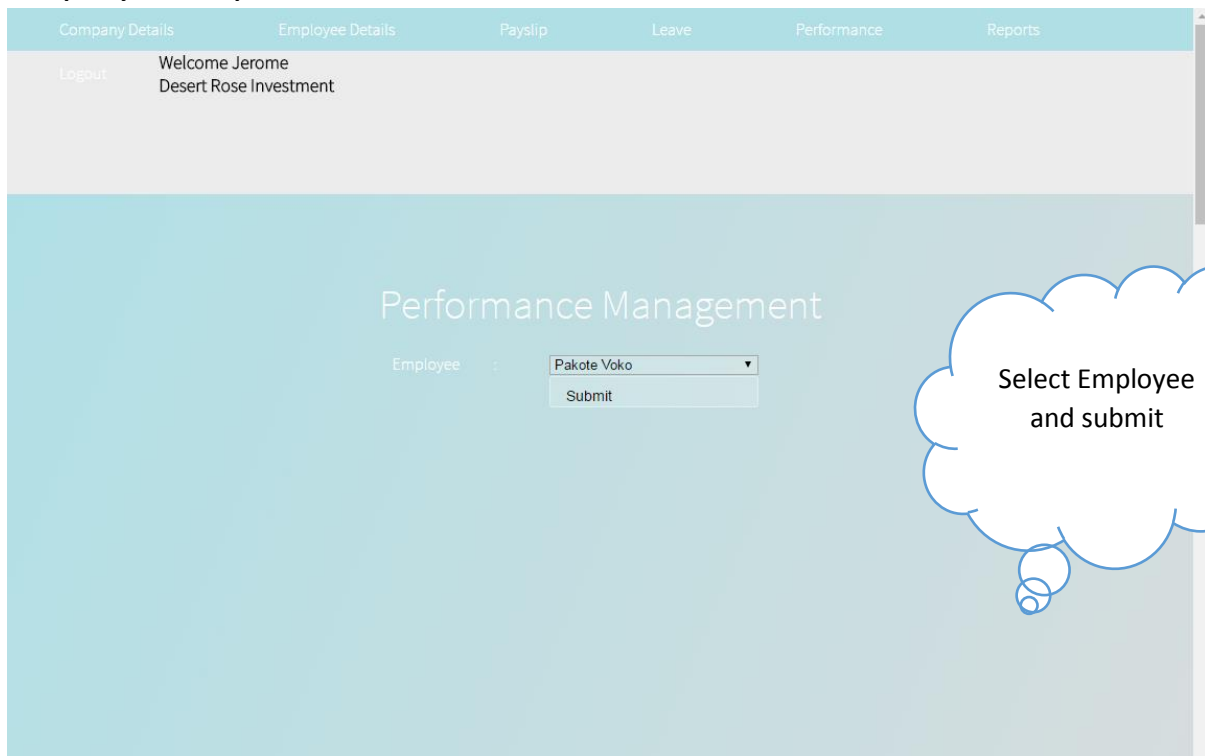 Company Details Employee Details Payslip Leave Performance Reports
Logout
Welcome Jerome
Desert Rose Investment
Performance Management
Employee : Pakote Voko
Submit
Select Employee
and submit